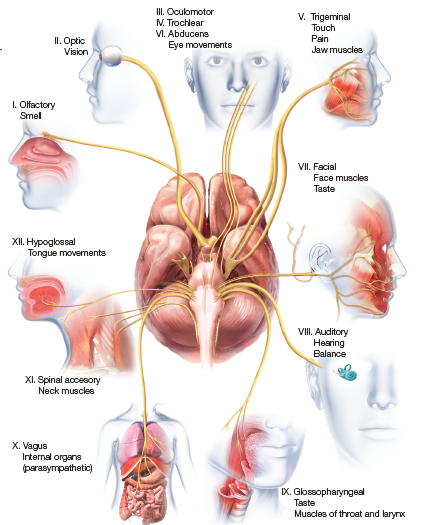 III. Oculomotor
IV. Trochlear
VI. Abducens
Eye movements
V. Trigeminal
Touch
Pain
Jaw muscles
II. Optic
Vision
I. Olfactory
Smell
VII. Facial
Face muscles
Taste
XII. Hypoglossal
Tongue movements
VIII. Auditory
Hearing
Balance
XI. Spinal accesory
Neck muscles
X. Vagus
Internal organs
(parasympathetic)
IX. Glossopharyngeal
Taste
Muscles of throat and larynx